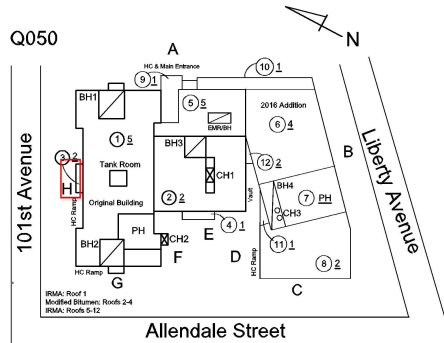 Q050
A
N
HC & Main Entrance
9 1
10 1
BH1
5 5
2016 Addition
EMR/BH
6 4
1 5
BH3
B
3 2
Tank Room
12 2
H
CH1
BH4
7 PH
Vault
HC Ramp
Original Building
2 2
CH3
101st Avenue
Liberty Avenue
PH
4 1
11 1
E
BH2
CH2
F
D
HC Ramp
8 2
HC Ramp
G
C
IRMA: Roof 1
Modified Bitumen: Roofs 2-4
IRMA: Roofs 5-12
Allendale Street